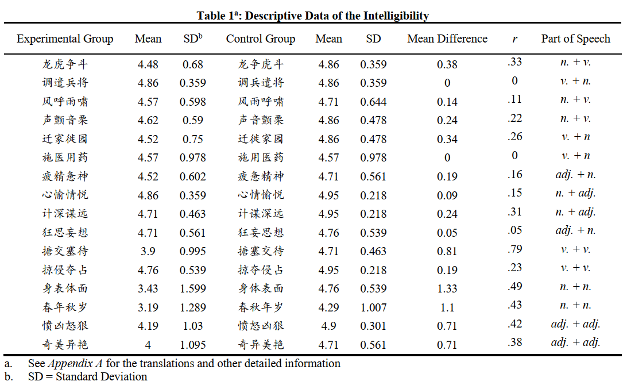 Table 1a: Descriptive Data of the Intelligibility
Experimental Group Mean SDb Control Group Mean SD Mean Difference r Part of Speech
龙虎争斗 4.48 0.68 龙争虎斗 4.86 0.359 0.38 .33 n. + v.
调遣兵将 4.86 0.359 调兵遣将 4.86 0.359 0 0 v. + n.
风雨呼啸 4.57 0.598 风呼雨啸 4.71 0.644 0.14 .11 n. + v.
声音颤栗 4.62 0.59 声颤音栗 4.86 0.478 0.24 .22 n. + v.
迁徙家园 4.52 0.75 迁家徙园 4.86 0.478 0.34 .26 v. + n
施用医药 4.57 0.978 施医用药 4.57 0.978 0 0 v. + n
疲精惫神 4.52 0.602 疲惫精神 4.71 0.561 0.19 .16 adj. + n.
心愉情悦 4.86 0.359 心情愉悦 4.95 0.218 0.09 .15 n. + adj.
计深谋远 4.71 0.463 计谋深远 4.95 0.218 0.24 .31 n. + adj.
狂思妄想 4.71 0.561 狂妄思想 4.76 0.539 0.05 .05 adj. + n.
搪交塞待 3.9 0.995 搪塞交待 4.71 0.463 0.81 .79 v. + v.
掠侵夺占 4.76 0.539 掠夺侵占 4.95 0.218 0.19 .23 v. + v.
身表体面 3.43 1.599 身体表面 4.76 0.539 1.33 .49 n. + n.
春年秋岁 3.19 1.289 春秋年岁 4.29 1.007 1.1 .43 n. + n.
愤凶怒狠 4.19 1.03 愤怒凶狠 4.9 0.301 0.71 .42 adj. + adj.
奇美异艳 4 1.095 奇异美艳 4.71 0.561 0.71 .38 adj. + adj.
a. See Appendix A for the translations and other detailed information
b. SD = Standard Deviation